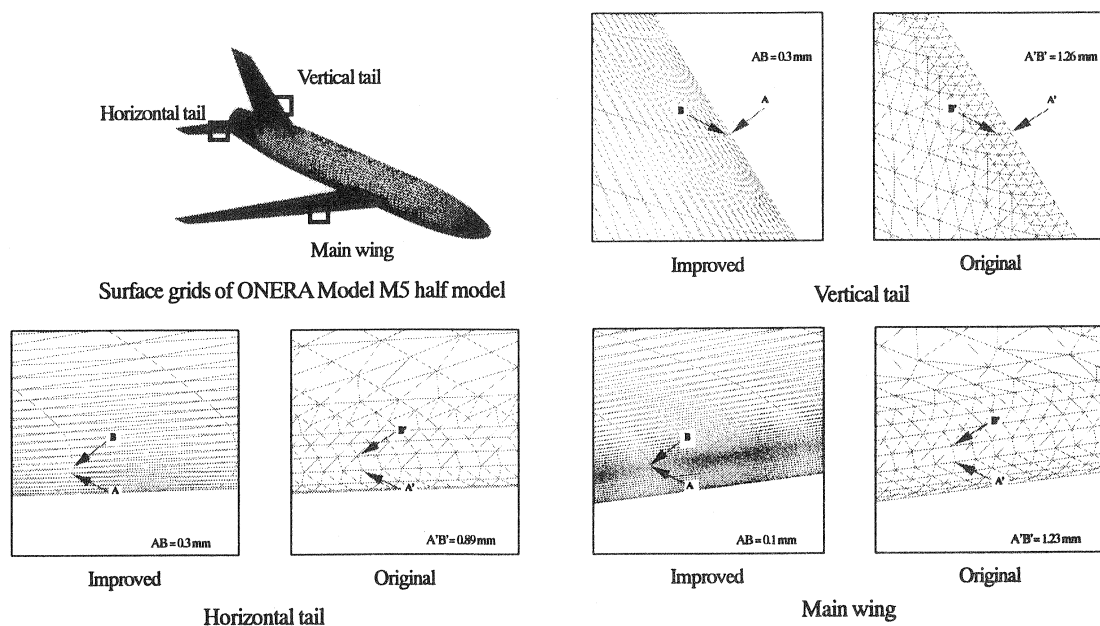 Vertical tail
Horizontal tail
Main wing
Surface grids of ONERA Model M5 half model
AB = 0.3 mm
A
B
Improved
A'B' = 1.26 mm
A'
B'
Original
Vertical tail
B
A
AB = 0.3 mm
Improved
B'
A'
A'B' = 0.89 mm
Original
Horizontal tail
B
A
AB = 0.1 mm
Improved
B'
A'
A'B' = 1.23 mm
Original
Main wing